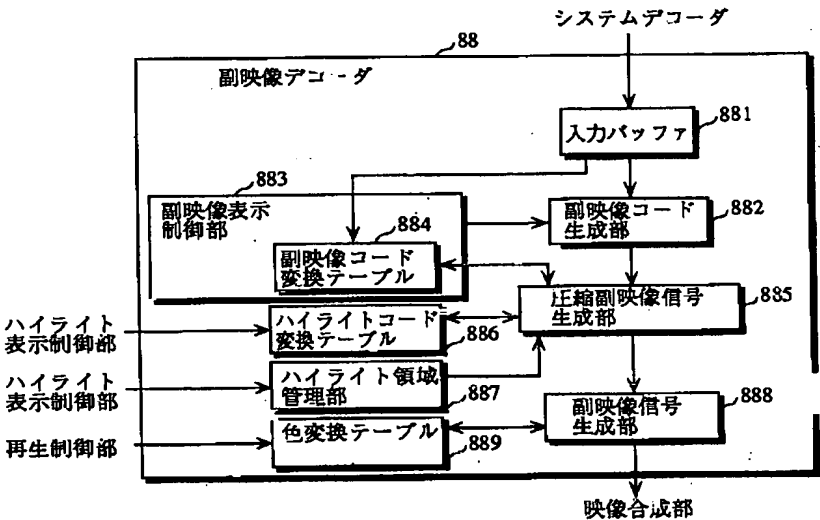 システムデコーダ
88
副映像デコーダ
881
入力バッファ
883
副映像表示
制御部
884
副映像コード
変換テーブル
副映像コード
生成部
882
圧縮副映像信号
生成部
885
ハイライト
表示制御部
ハイライトコード
変換テーブル
886
ハイライト
表示制御部
ハイライト領域
管理部
887
副映像信号
生成部
888
再生制御部
色変換テーブル
889
映像合成部